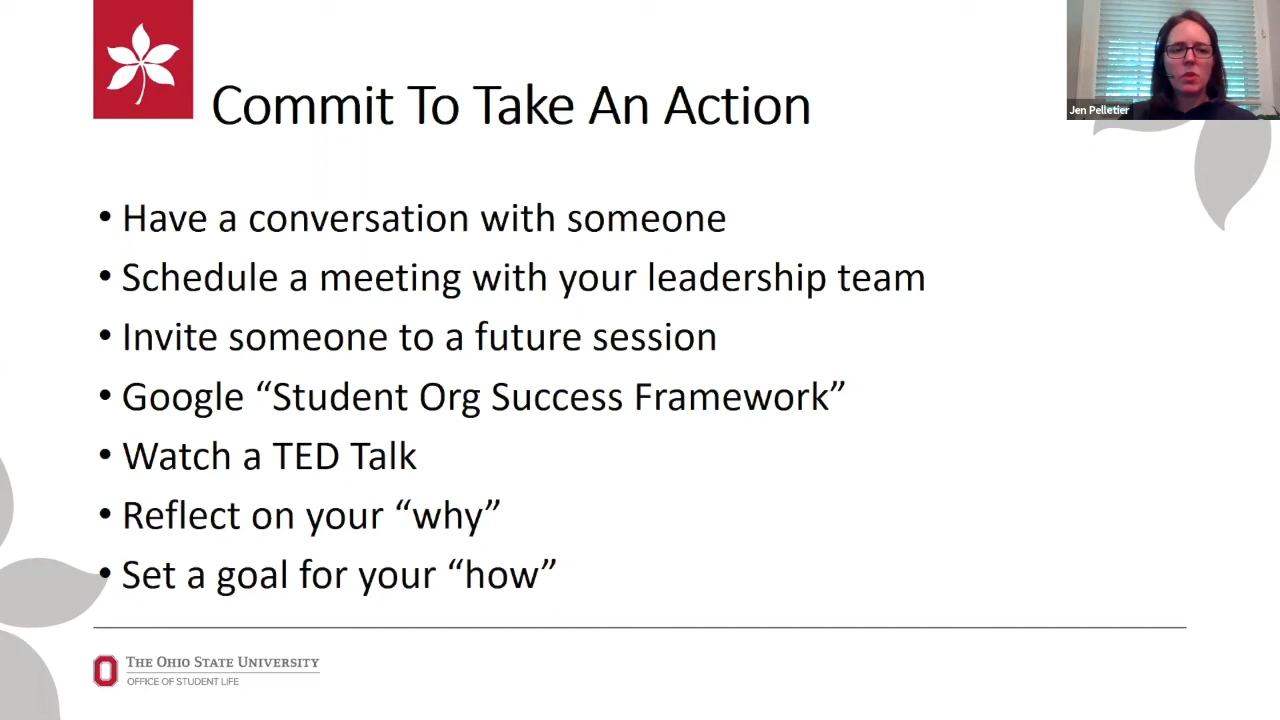 Commit To Take An Action
Jen Pelletier
• Have a conversation with someone
• Schedule a meeting with your leadership team
• Invite someone to a future session
• Google “Student Org Success Framework”
• Watch a TED Talk
• Reflect on your “why”
• Set a goal for your “how”
THE OHIO STATE UNIVERSITY
OFFICE OF STUDENT LIFE